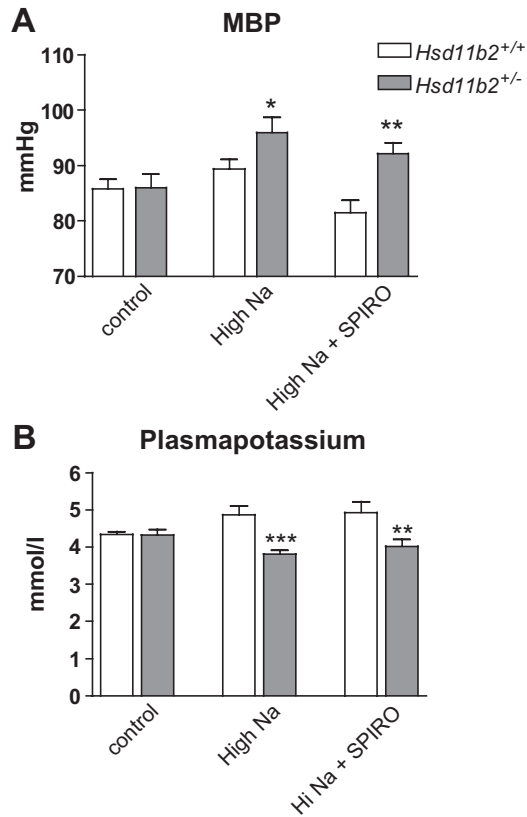 A
MBP
Hsd11b2+/+
Hsd11b2+/-
mmHg
110
100
90
80
70
*
**
control
High Na
High Na + SPIRO
B
Plasmapotassium
mmol/l
6
5
4
3
2
1
0
***
**
control
High Na
Hi Na + SPIRO